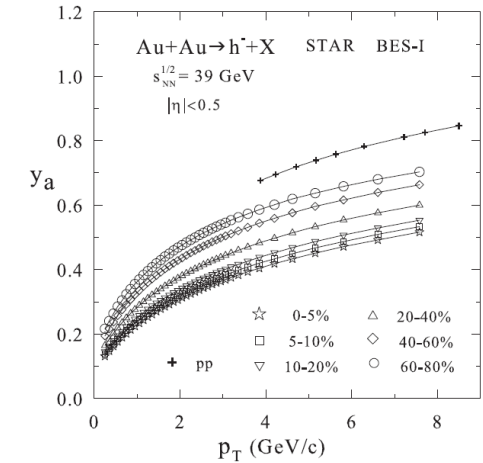 1.2
1.0
0.8
0.6
0.4
0.2
0.0
yₐ
Au+Au→h⁻+X STAR BES-I
s_NN^1/2 = 39 GeV
|η|<0.5
0-5% 20-40%
5-10% 40-60%
pp 10-20% 60-80%
0 2 4 6 8
p_T (GeV/c)